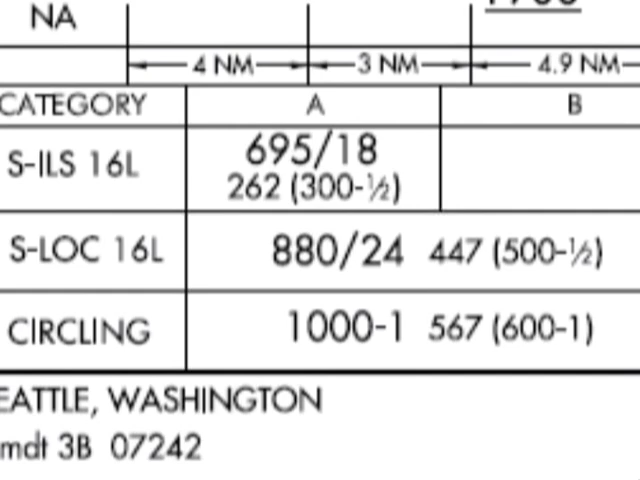 NA
4 NM 3 NM 4.9 NM
CATEGORY A B
S-ILS 16L 695/18
262 (300-½)
S-LOC 16L 880/24 447 (500-½)
CIRCLING 1000-1 567 (600-1)
EATTLE, WASHINGTON
mdt 3B 07242